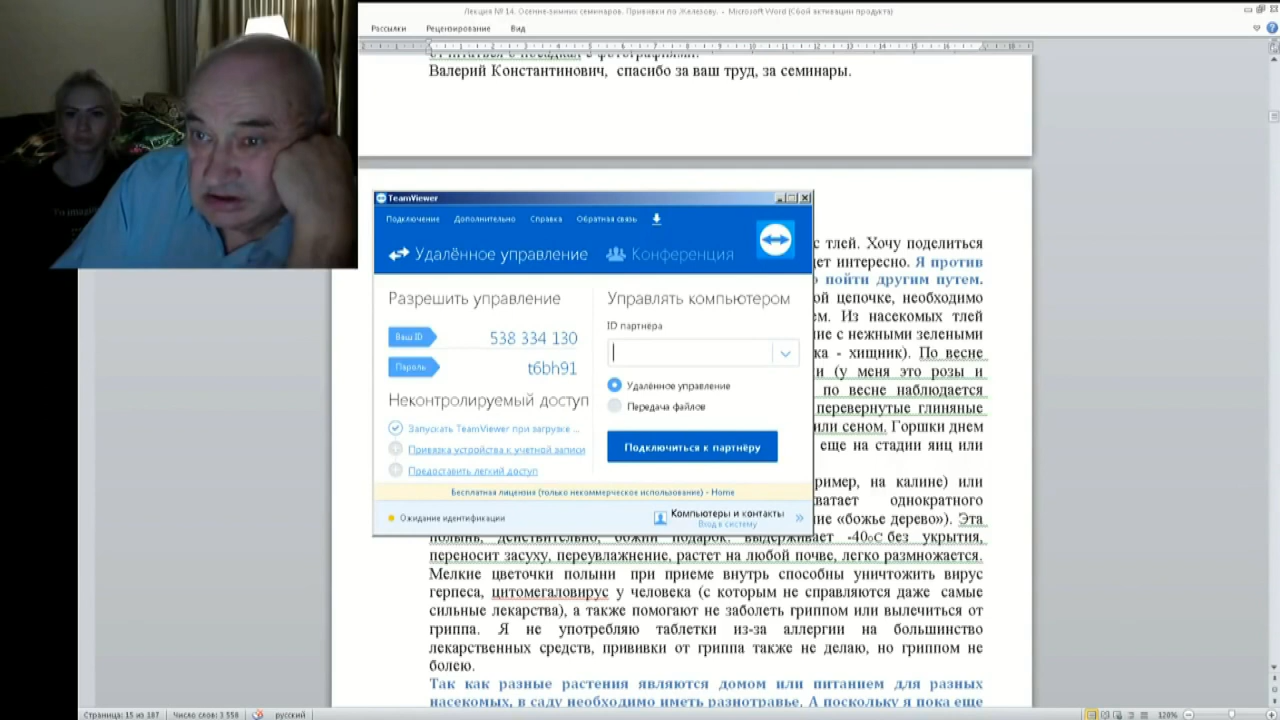 Лекция № 14. Осенне-зимних семинаров. Прививки по Железову. - Microsoft Word (Сбой активации продукта)
Рассылки Рецензирование Вид
Валерий Константинович, спасибо за ваш труд, за семинары.
TeamViewer
Подключение Дополнительно Справка Обратная связь
Удалённое управление Конференция
Разрешить управление
Ваш ID 538 334 130
Пароль t6bh91
Неконтролируемый доступ
Запускать TeamViewer при загрузке ...
Привязка устройства к учетной записи
Предоставить легкий доступ
Управлять компьютером
ID партнёра
Удалённое управление
Передача файлов
Подключиться к партнёру
Бесплатная лицензия (только некоммерческое использование) - Home
Ожидание идентификации
Компьютеры и контакты
Вход в систему
с тлей. Хочу поделиться
дет интересно. Я против
о пойти другим путем.
ой цепочке, необходимо
ем. Из насекомых тлей
ние с нежными зелеными
ка - хищник). По весне
и (у меня это розы и
по весне наблюдается
перевернутые глиняные
или сеном. Горшки днем
еще на стадии яиц или
ример, на калине) или
хватает однократного
ние «божье дерево»). Эта
полынь, действительно, божий подарок, выдерживает -40оС без укрытия,
переносит засуху, переувлажнение, растет на любой почве, легко размножается.
Мелкие цветочки полыни при приеме внутрь способны уничтожить вирус
герпеса, цитомегаловирус у человека (с которым не справляются даже самые
сильные лекарства), а также помогают не заболеть гриппом или вылечиться от
гриппа. Я не употребляю таблетки из-за аллергии на большинство
лекарственных средств, прививки от гриппа также не делаю, но гриппом не
болею.
Так как разные растения являются домом или питанием для разных
насекомых, в саду необходимо иметь разнотравье. А поскольку я пока еще
Страница: 15 из 187 Число слов: 3 558 русский 120%